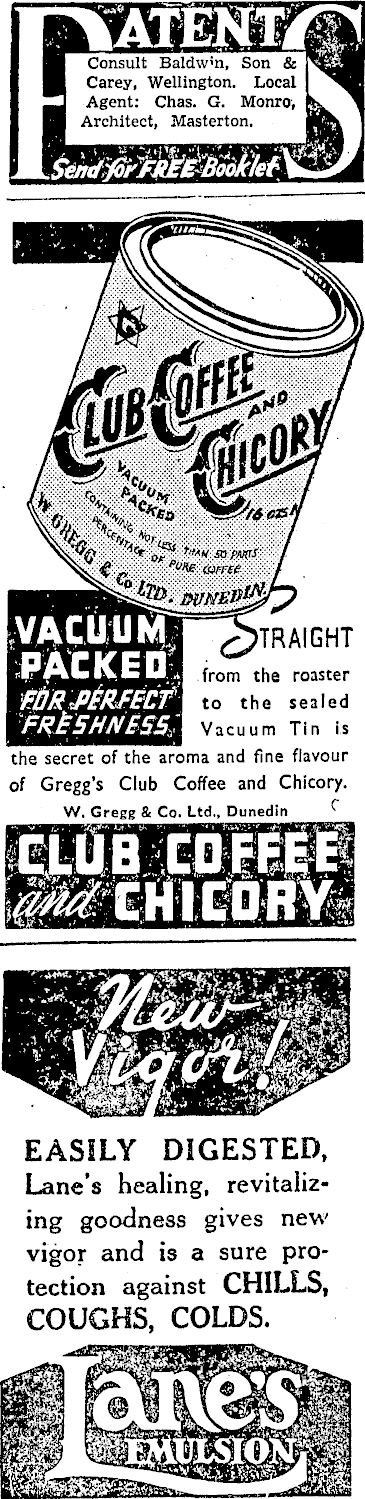 PATENTS
Consult Baldwin, Son &
Carey, Wellington. Local
Agent: Chas. G. Monro,
Architect, Masterton.
Send for FREE Booklet
G
CLUB COFFEE
AND
CHICORY
VACUUM
PACKED
16 OZS.
CONTAINING NOT LESS THAN 50 PARTS
PERCENTAGE OF PURE COFFEE
W. GREGG & Co LTD. DUNEDIN.
VACUUM
PACKED
FOR PERFECT
FRESHNESS
STRAIGHT
from the roaster
to the sealed
Vacuum Tin is
the secret of the aroma and fine flavour
of Gregg's Club Coffee and Chicory.
W. Gregg & Co. Ltd., Dunedin
CLUB COFFEE
and CHICORY
New
Vigor!
EASILY DIGESTED,
Lane's healing, revitaliz-
ing goodness gives new
vigor and is a sure pro-
tection against CHILLS,
COUGHS, COLDS.
Lane's
EMULSION